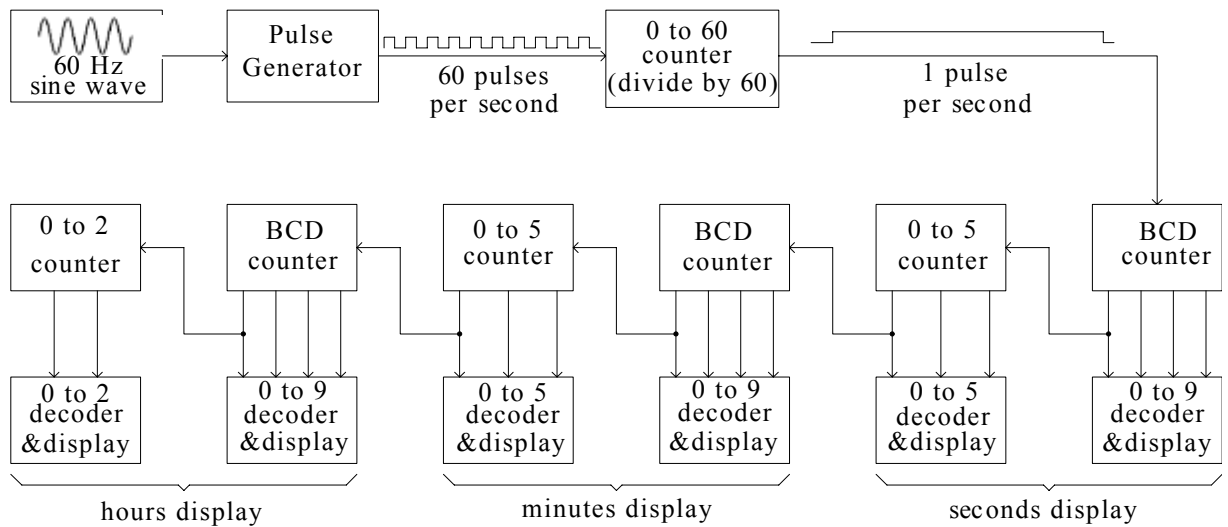 60 Hz
sine wave
Pulse
Generator
60 pulses
per second
0 to 60
counter
(divide by 60)
1 pulse
per second
0 to 2
counter
BCD
counter
0 to 5
counter
BCD
counter
0 to 5
counter
BCD
counter
0 to 2
decoder
&display
0 to 9
decoder
&display
0 to 5
decoder
&display
0 to 9
decoder
&display
0 to 5
decoder
&display
0 to 9
decoder
&display
hours display
minutes display
seconds display